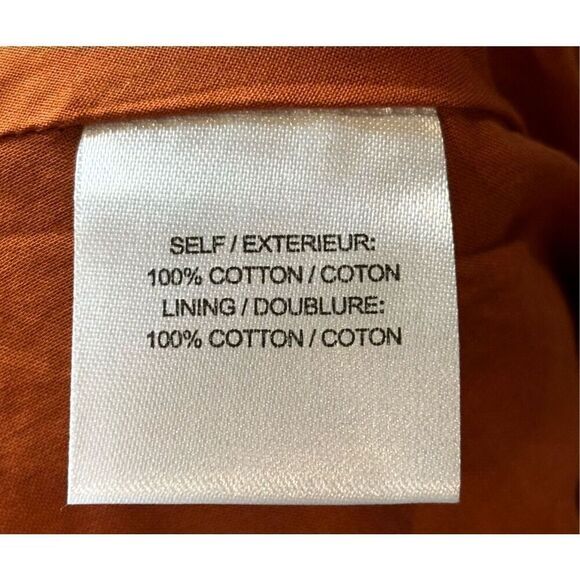 SELF / EXTERIEUR:
100% COTTON / COTON
LINING / DOUBLURE:
100% COTTON / COTON